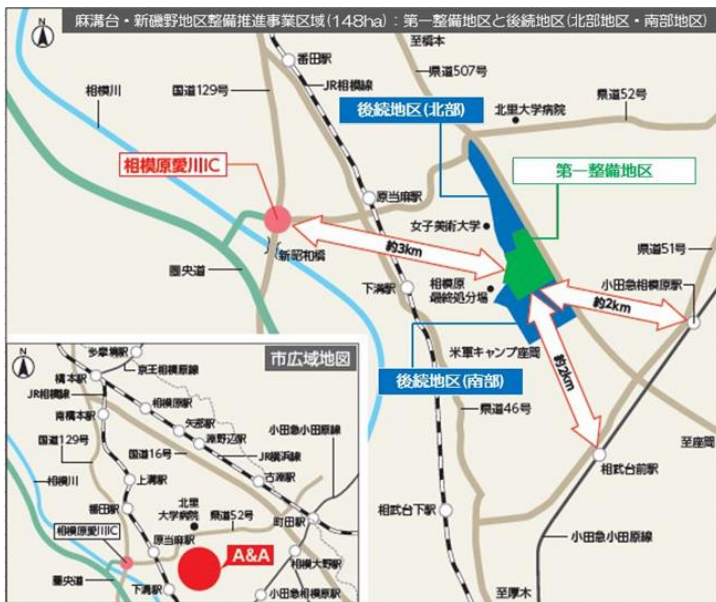 麻溝台・新磯野地区整備推進事業区域(148ha)：第一整備地区と後続地区(北部地区・南部地区)
至橋本
番田駅
県道507号
相模川
国道129号
JR相模線
後続地区(北部)
北里大学病院
県道52号
相模原愛川IC
第一整備地区
原当麻駅
女子美術大学
県道51号
約3km
新昭和橋
圏央道
下溝駅
相模原
最終処分場
小田急相模原駅
約2km
米軍キャンプ座間
後続地区(南部)
約2km
県道46号
至座間
相武台前駅
相武台下駅
小田急小田原線
至厚木
市広域地図
多摩境駅
京王相模原線
橋本駅
JR相模線
相模原駅
南橋本駅
矢部駅
淵野辺駅
小田急小田原線
国道129号
国道16号
JR横浜線
相模川
上溝駅
古淵駅
番田駅
北里
大学病院
県道52号
町田駅
相模原愛川IC
原当麻駅
A&A
相模大野駅
圏央道
下溝駅
小田急相模原駅